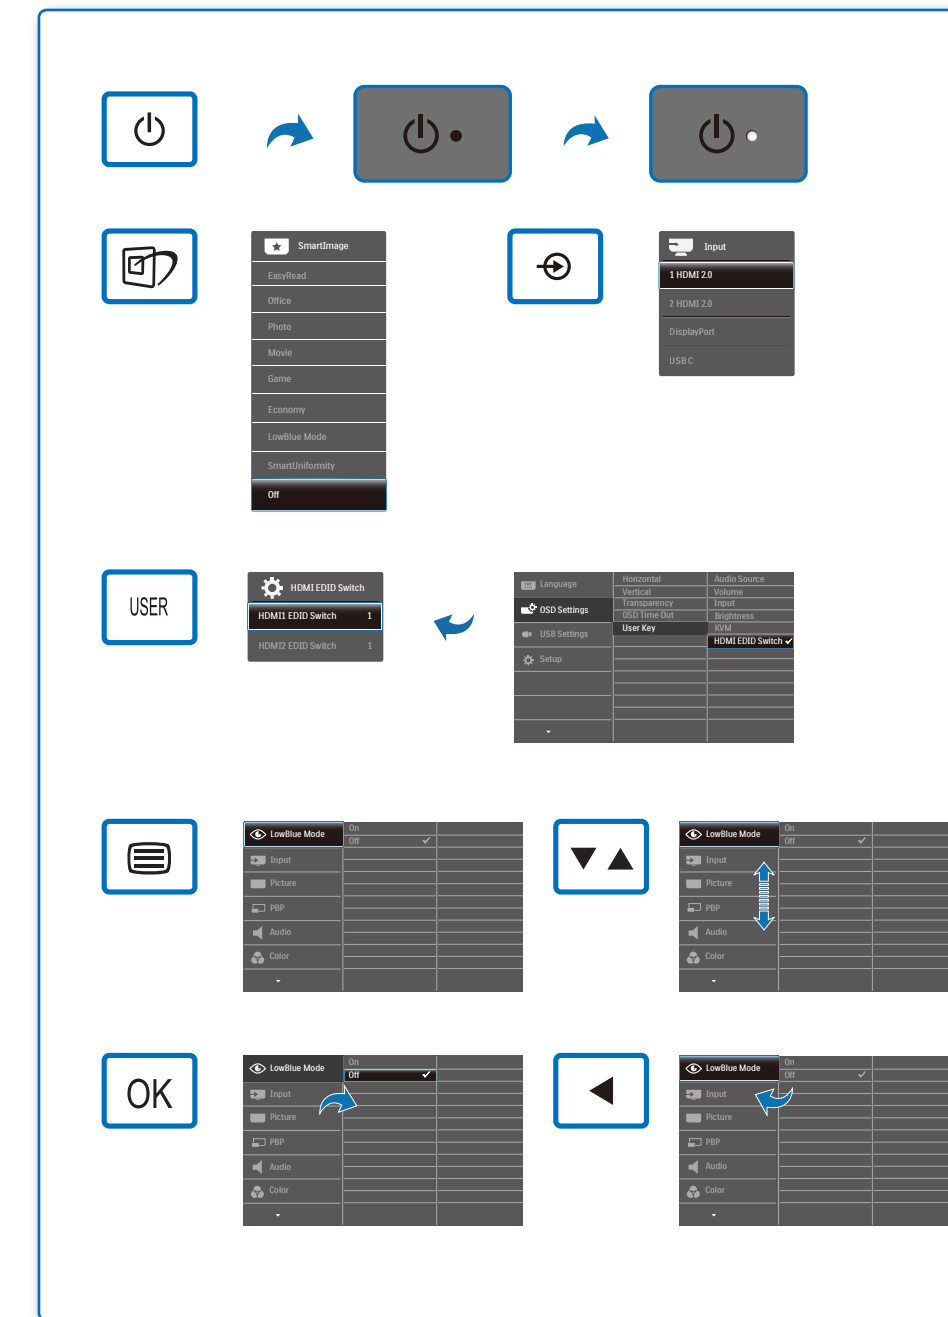 SmartImage
EasyRead
Office
Photo
Movie
Game
Economy
LowBlue Mode
SmartUniformity
Off
Input
1 HDMI 2.0
2 HDMI 2.0
DisplayPort
USB C
USER
HDMI EDID Switch
HDMI1 EDID Switch 1
HDMI2 EDID Switch 1
Language
OSD Settings
USB Settings
Setup
Horizontal
Vertical
Transparency
OSD Time Out
User Key
Audio Source
Volume
Input
Brightness
KVM
HDMI EDID Switch
LowBlue Mode
Input
Picture
PBP
Audio
Color
On
Off
LowBlue Mode
Input
Picture
PBP
Audio
Color
On
Off
OK
LowBlue Mode
Input
Picture
PBP
Audio
Color
On
Off
LowBlue Mode
Input
Picture
PBP
Audio
Color
On
Off